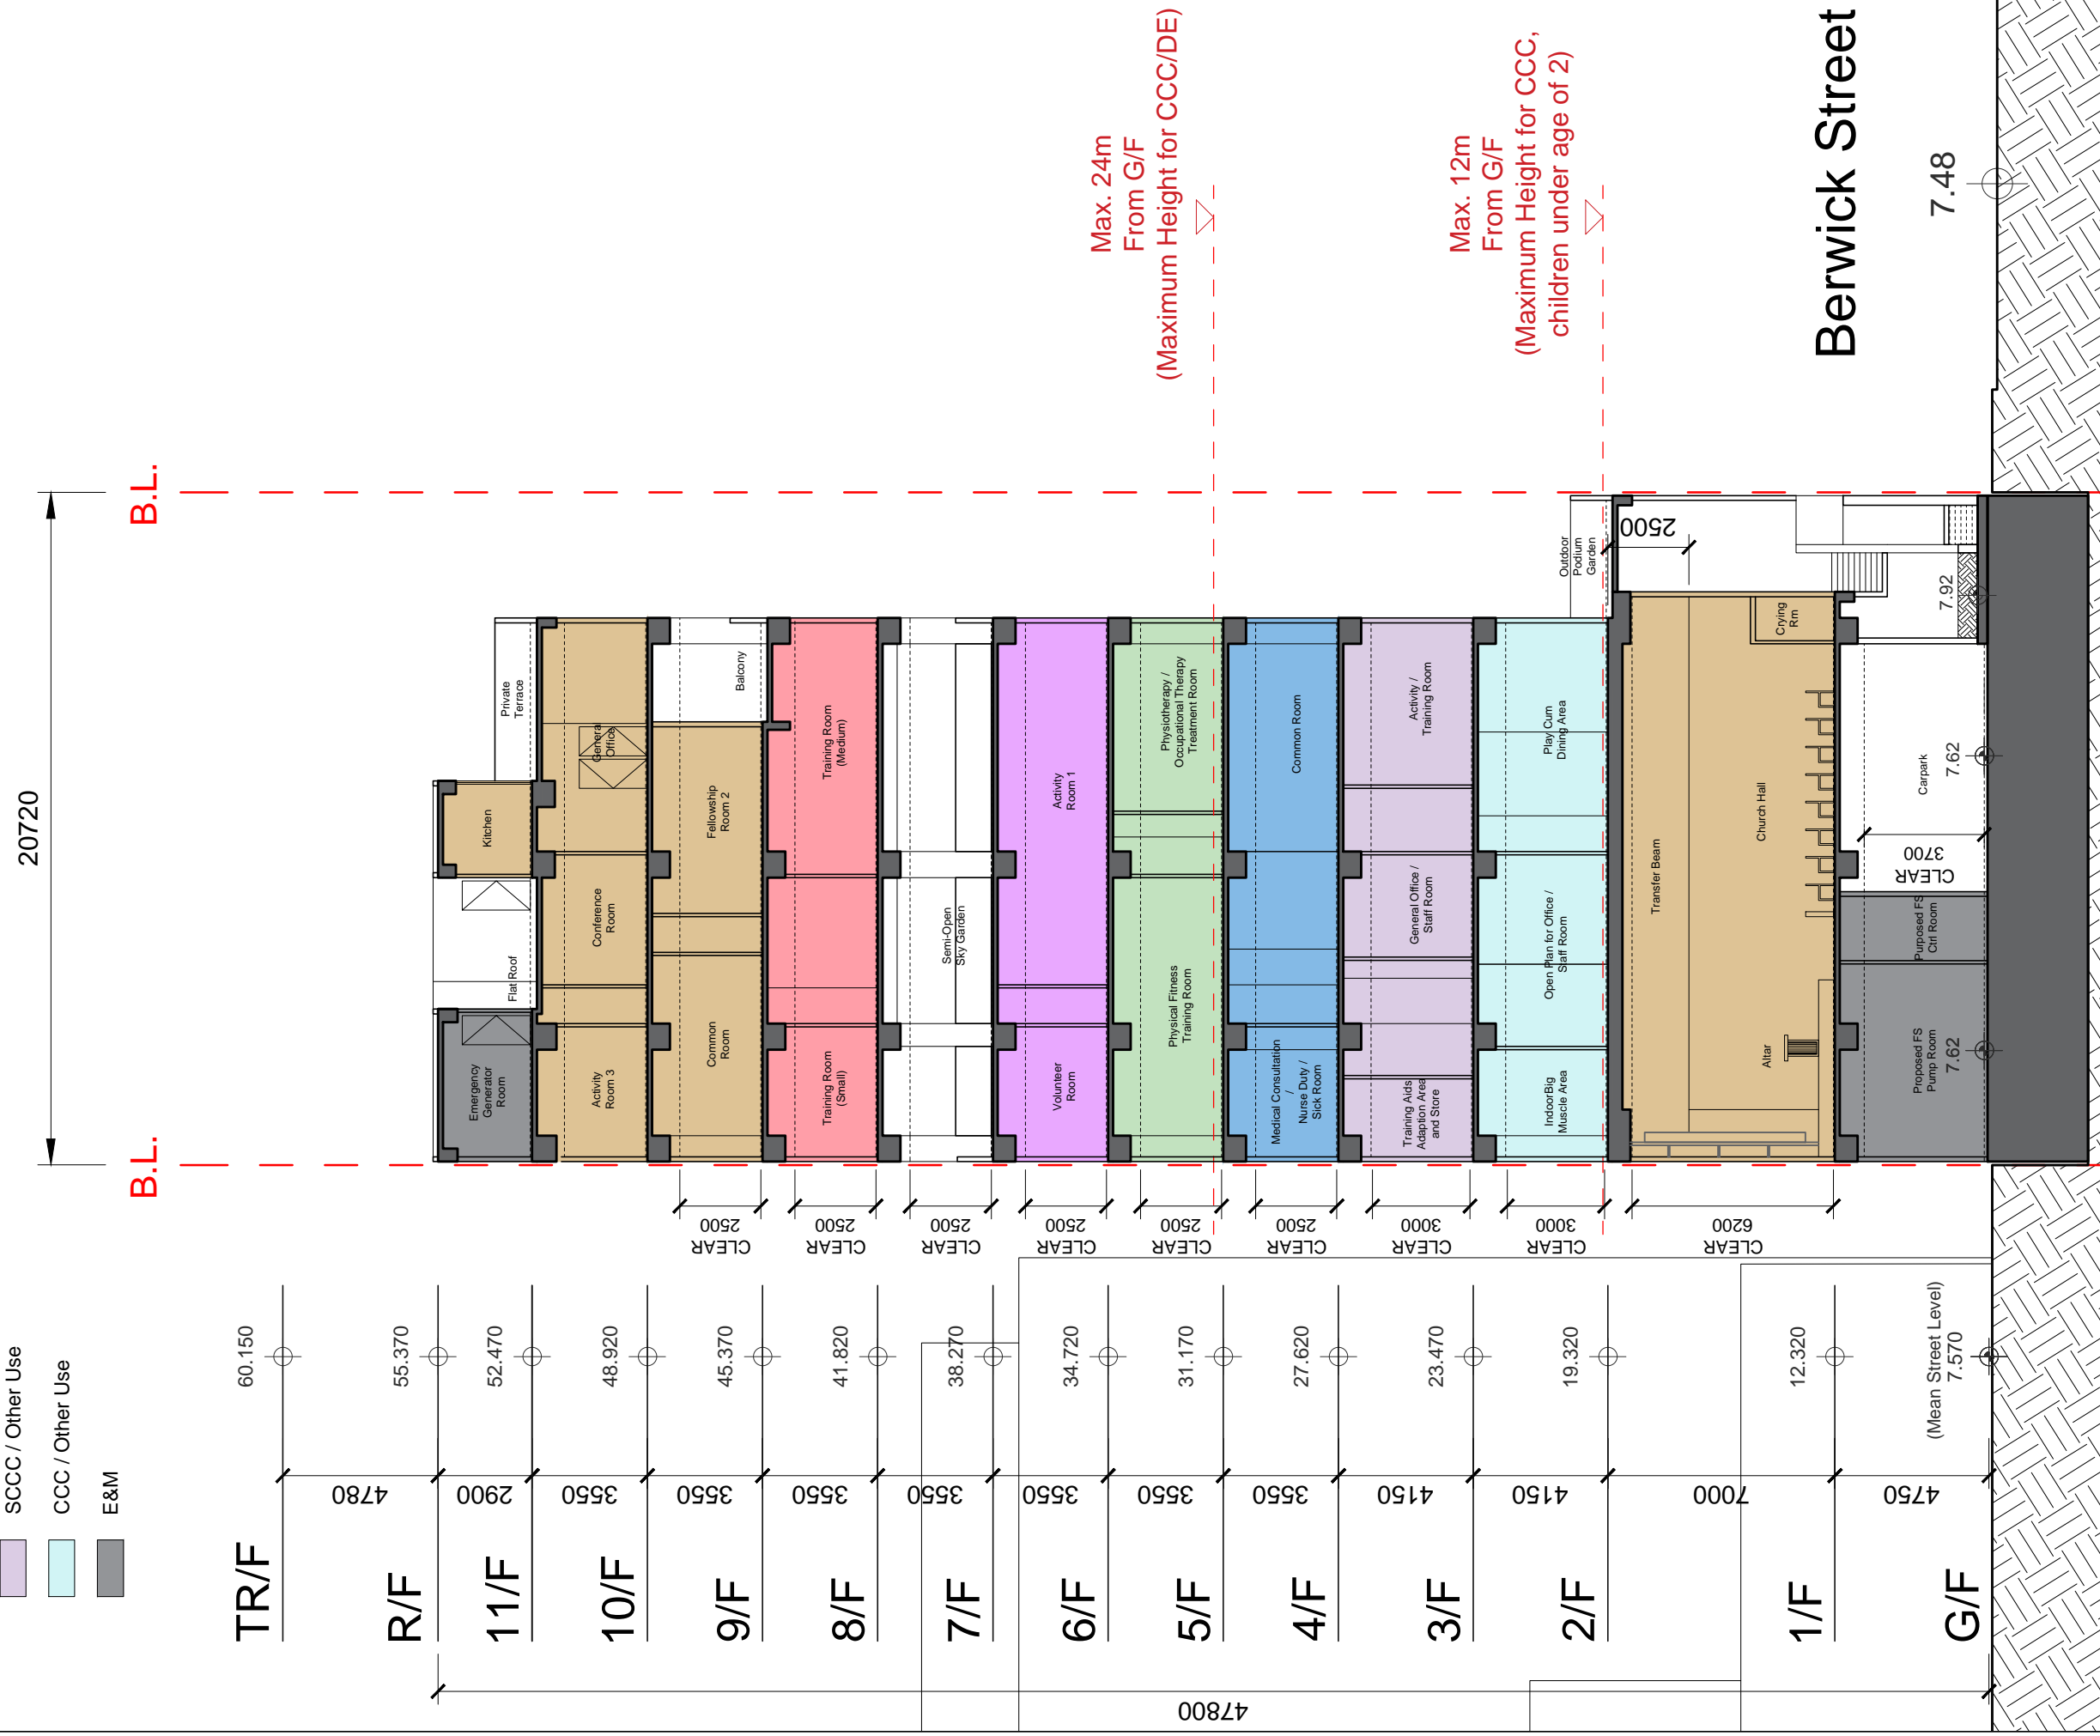 SCCC / Other Use
CCC / Other Use
E&M
20720
B.L.
B.L.
TR/F
R/F
11/F
10/F
9/F
8/F
7/F
6/F
5/F
4/F
3/F
2/F
1/F
G/F
4780
2900
3550
3550
3550
3550
3550
3550
3550
4150
4150
7000
4750
47800
60.150
55.370
52.470
48.920
45.370
41.820
38.270
34.720
31.170
27.620
23.470
19.320
12.320
(Mean Street Level)
7.570
CLEAR
2500
CLEAR
2500
CLEAR
2500
CLEAR
2500
CLEAR
2500
CLEAR
2500
CLEAR
3000
CLEAR
3000
CLEAR
6200
Emergency
Generator
Room
Flat Roof
Kitchen
Private
Terrace
Activity
Room 3
Conference
Room
General
Office
Common
Room
Fellowship
Room 2
Balcony
Training Room
(Small)
Training Room
(Medium)
Semi-Open
Sky Garden
Volunteer
Room
Activity
Room 1
Physical Fitness
Training Room
Physiotherapy /
Occupational Therapy
Treatment Room
Medical Consultation
/
Nurse Duty /
Sick Room
Common Room
Training Aids
Adaption Area
and Store
General Office /
Staff Room
Activity /
Training Room
IndoorBig
Muscle Area
Open Plan for Office /
Staff Room
Play Cum
Dining Area
Outdoor
Podium
Garden
2500
Transfer Beam
Altar
Church Hall
Crying
Rm
Proposed FS
Pump Room
7.62
Purposed FS
Ctrl Room
CLEAR
3700
Carpark
7.62
7.92
Max. 24m
From G/F
(Maximum Height for CCC/DE)
Max. 12m
From G/F
(Maximum Height for CCC,
children under age of 2)
Berwick Street
7.48